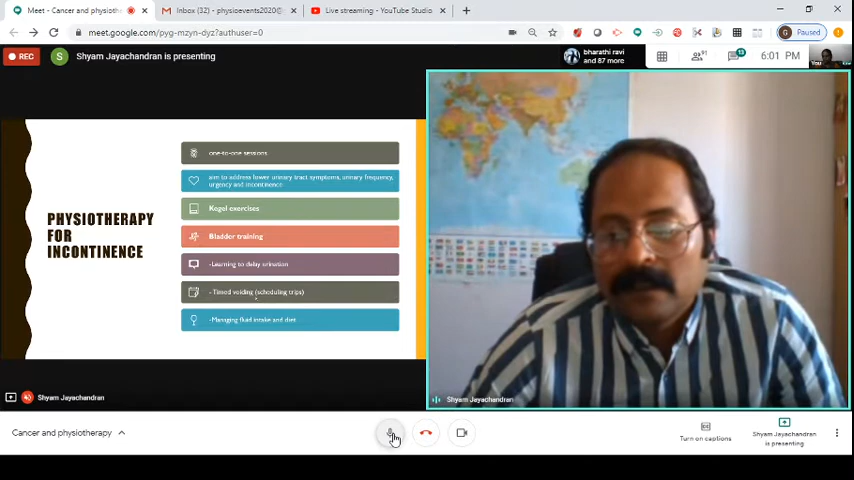 Meet - Cancer and physioth
Inbox (32) - physioevents2020@
Live streaming - YouTube Studio
meet.google.com/pyg-mzyn-dyz?authuser=0
G
Paused
REC
S
Shyam Jayachandran is presenting
bharathi ravi
and 87 more
91
13
6:01 PM
You
PHYSIOTHERAPY
FOR
INCONTINENCE
one-to-one sessions
aim to address lower urinary tract symptoms, urinary frequency,
urgency and incontinence
Kegel exercises
Bladder training
-Learning to delay urination
- Timed voiding (scheduling trips)
-Managing fluid intake and diet
Shyam Jayachandran
Shyam Jayachandran
Cancer and physiotherapy
Turn on captions
Shyam Jayachandran
is presenting